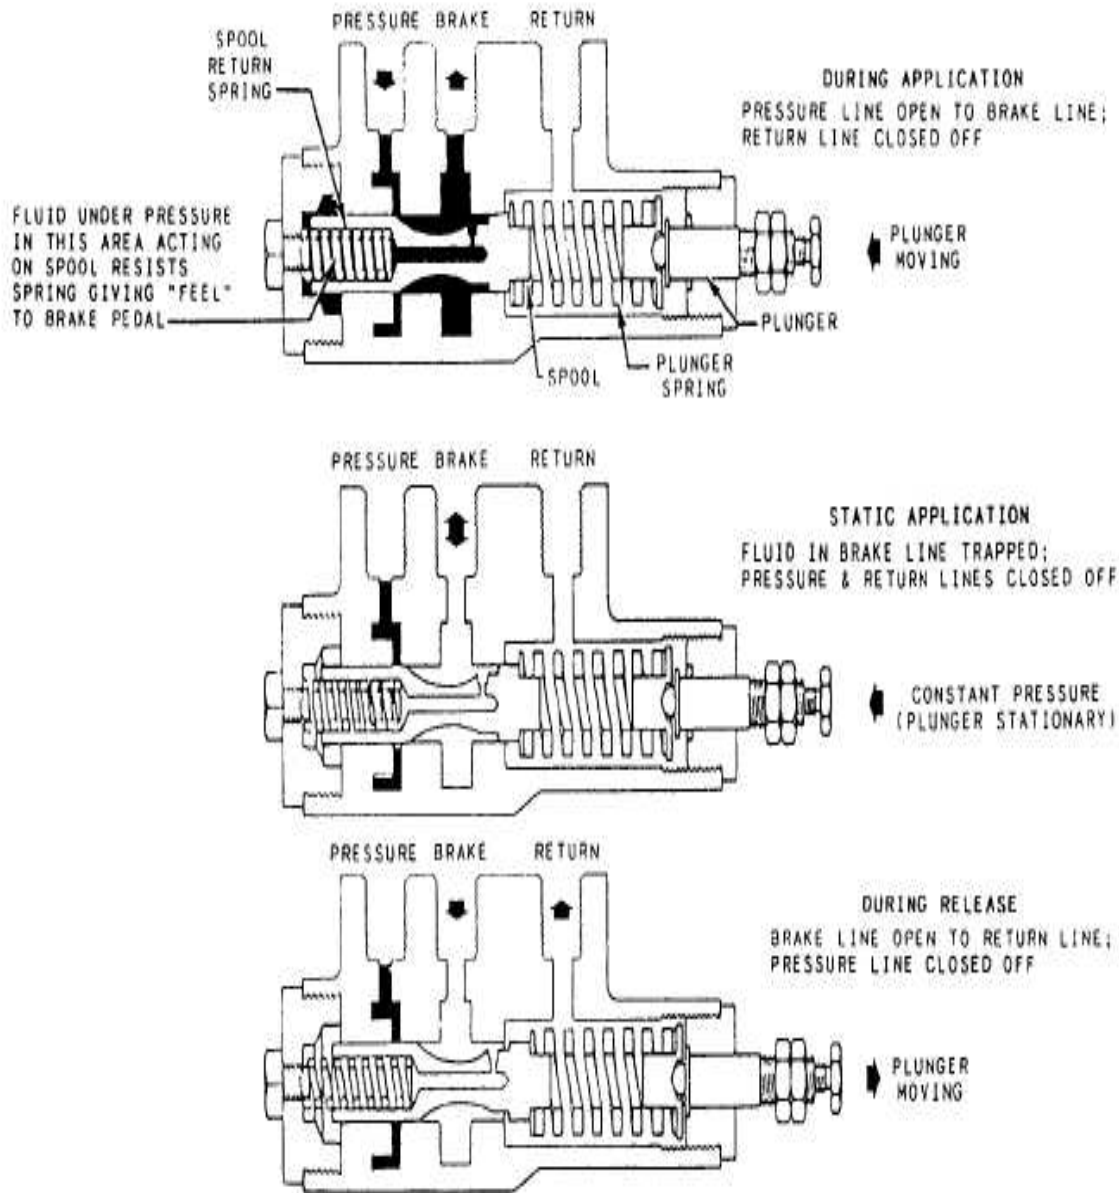 PRESSURE BRAKE RETURN
SPOOL
RETURN
SPRING
DURING APPLICATION
PRESSURE LINE OPEN TO BRAKE LINE;
RETURN LINE CLOSED OFF
FLUID UNDER PRESSURE
IN THIS AREA ACTING
ON SPOOL RESISTS
SPRING GIVING "FEEL"
TO BRAKE PEDAL
PLUNGER
MOVING
PLUNGER
SPOOL
PLUNGER
SPRING
PRESSURE BRAKE RETURN
STATIC APPLICATION
FLUID IN BRAKE LINE TRAPPED;
PRESSURE & RETURN LINES CLOSED OFF
CONSTANT PRESSURE
(PLUNGER STATIONARY)
PRESSURE BRAKE RETURN
DURING RELEASE
BRAKE LINE OPEN TO RETURN LINE;
PRESSURE LINE CLOSED OFF
PLUNGER
MOVING